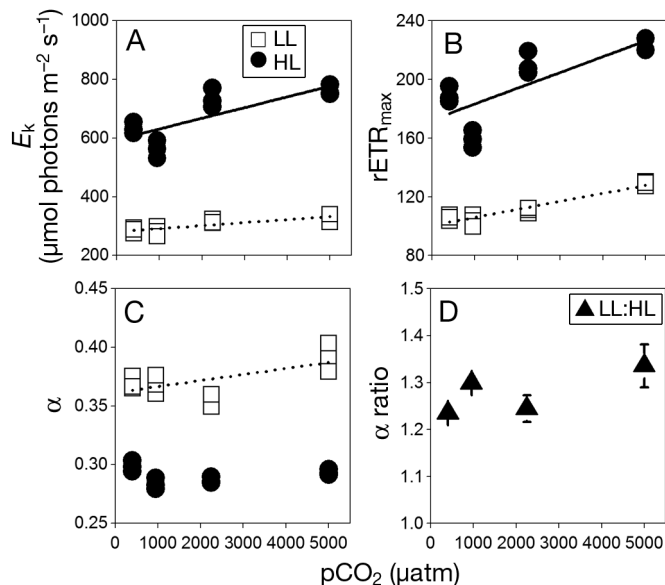 A
LL
HL
1000
800
600
400
200
Ek
(µmol photons m−2 s−1)
B
240
200
160
120
80
rETRmax
C
0.45
0.40
0.35
0.30
0.25
α
0 1000 2000 3000 4000 5000
D
LL:HL
1.5
1.4
1.3
1.2
1.1
1.0
α ratio
0 1000 2000 3000 4000 5000
pCO2 (µatm)